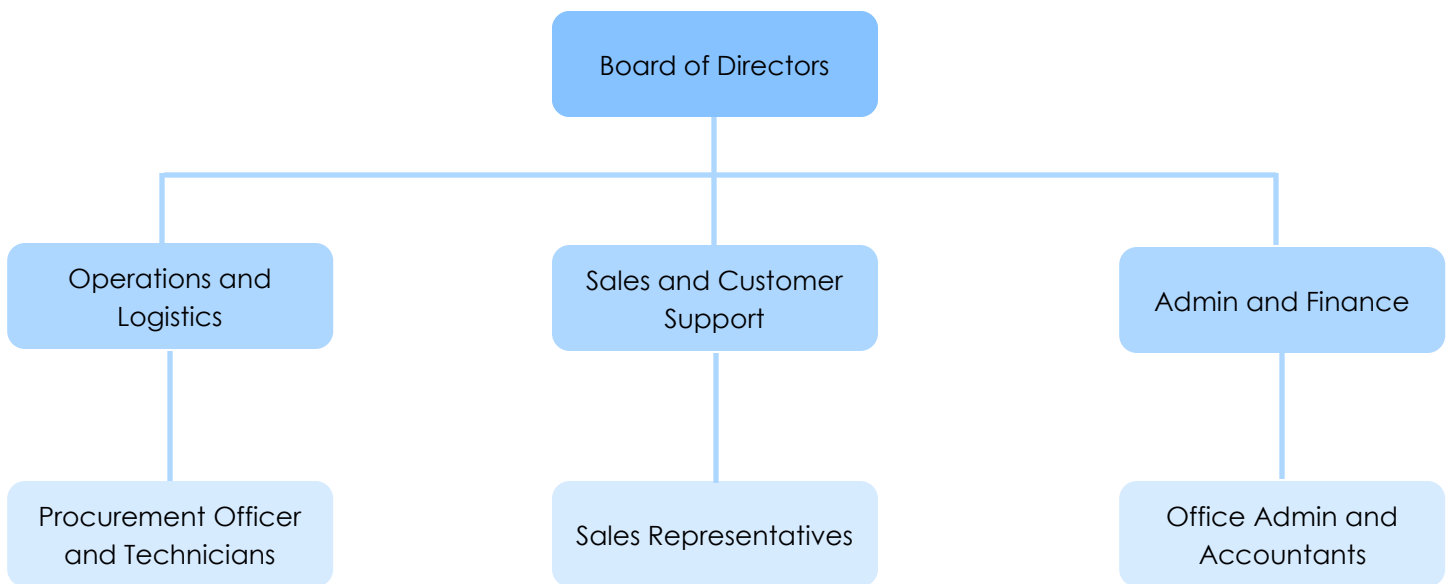 Board of Directors
Operations and
Logistics
Sales and Customer
Support
Admin and Finance
Procurement Officer
and Technicians
Sales Representatives
Office Admin and
Accountants